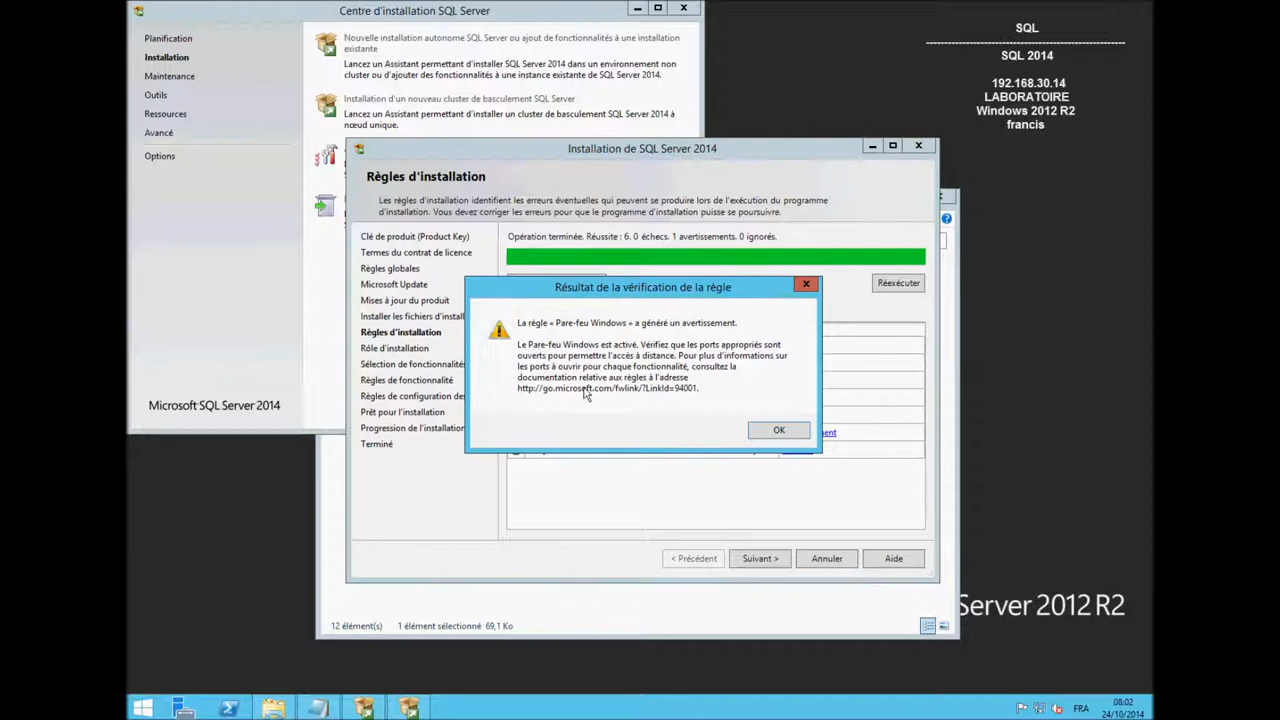 Centre d'installation SQL Server
Planification
Installation
Maintenance
Outils
Ressources
Avancé
Options
Microsoft SQL Server 2014
Nouvelle installation autonome SQL Server ou ajout de fonctionnalités à une installation
existante
Lancez un Assistant permettant d'installer SQL Server 2014 dans un environnement non
cluster ou d'ajouter des fonctionnalités à une instance existante de SQL Server 2014.
Installation d'un nouveau cluster de basculement SQL Server
Lancez un Assistant permettant d'installer un cluster de basculement SQL Server 2014 à
nœud unique.
SQL
SQL 2014
192.168.30.14
LABORATOIRE
Windows 2012 R2
francis
Installation de SQL Server 2014
Règles d'installation
Les règles d'installation identifient les erreurs éventuelles qui peuvent se produire lors de l'exécution du programme
d'installation. Vous devez corriger les erreurs pour que le programme d'installation puisse se poursuivre.
Clé de produit (Product Key)
Termes du contrat de licence
Règles globales
Microsoft Update
Mises à jour du produit
Installer les fichiers d'install
Règles d'installation
Rôle d'installation
Sélection de fonctionnalités
Règles de fonctionnalité
Règles de configuration des
Prêt pour l'installation
Progression de l'installation
Terminé
Opération terminée. Réussite : 6. 0 échecs. 1 avertissements. 0 ignorés.
Réexécuter
Résultat de la vérification de la règle
La règle « Pare-feu Windows » a généré un avertissement.
Le Pare-feu Windows est activé. Vérifiez que les ports appropriés sont
ouverts pour permettre l'accès à distance. Pour plus d'informations sur
les ports à ouvrir pour chaque fonctionnalité, consultez la
documentation relative aux règles à l'adresse
http://go.microsoft.com/fwlink/?LinkId=94001.
OK
ment
< Précédent
Suivant >
Annuler
Aide
12 élément(s)
1 élément sélectionné 69,1 Ko
Server 2012 R2
FRA
08:02
24/10/2014